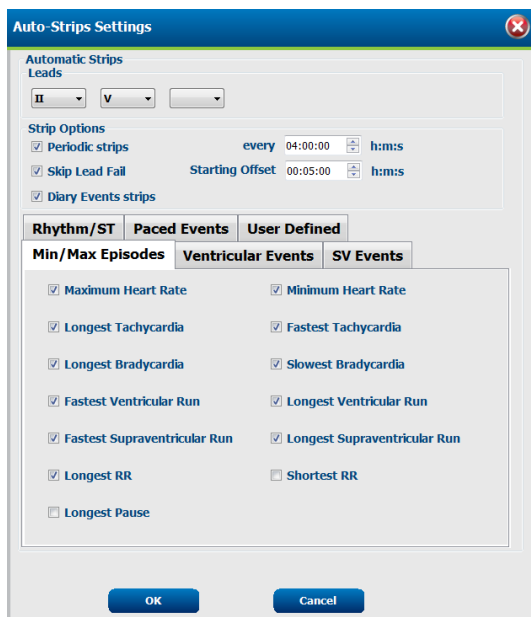 Auto-Strips Settings
Automatic Strips
Leads
II V
Strip Options
Periodic strips every 04:00:00 h:m:s
Skip Lead Fail Starting Offset 00:05:00 h:m:s
Diary Events strips
Rhythm/ST Paced Events User Defined
Min/Max Episodes Ventricular Events SV Events
Maximum Heart Rate Minimum Heart Rate
Longest Tachycardia Fastest Tachycardia
Longest Bradycardia Slowest Bradycardia
Fastest Ventricular Run Longest Ventricular Run
Fastest Supraventricular Run Longest Supraventricular Run
Longest RR Shortest RR
Longest Pause
OK Cancel